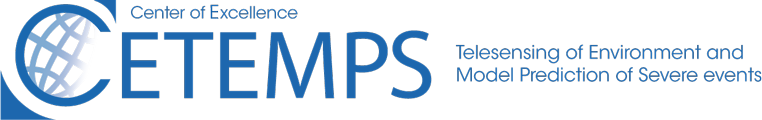 Center of Excellence
CETEMPS
Telesensing of Environment and
Model Prediction of Severe events